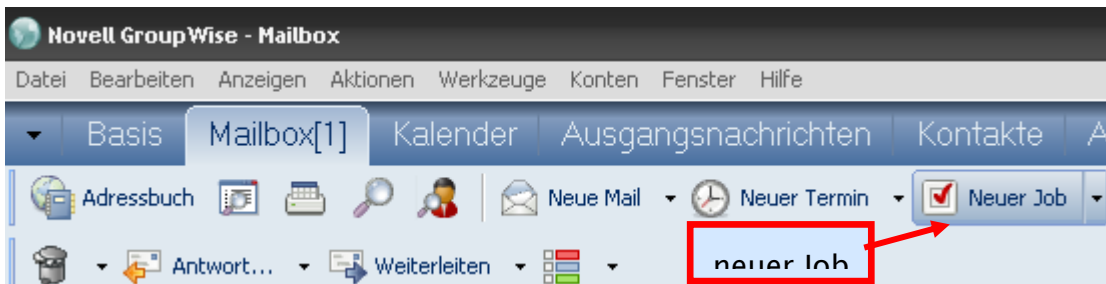 Novell GroupWise - Mailbox
Datei Bearbeiten Anzeigen Aktionen Werkzeuge Konten Fenster Hilfe
Basis Mailbox[1] Kalender Ausgangsnachrichten Kontakte A
Adressbuch Neue Mail Neuer Termin Neuer Job
Antwort... Weiterleiten
neuer Job